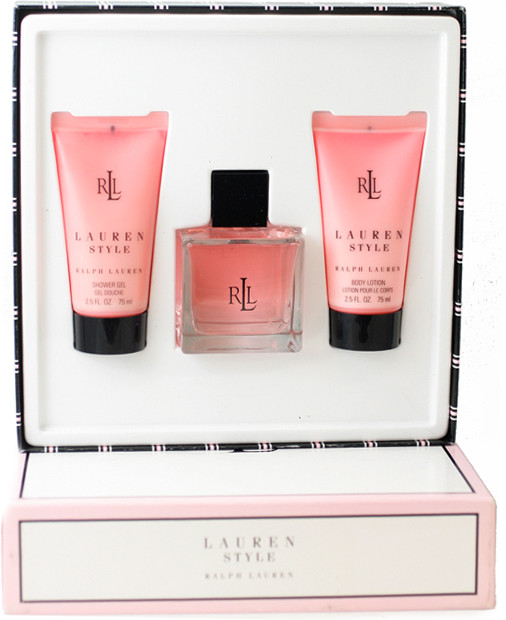 RLL
LAUREN
STYLE
RALPH LAUREN
SHOWER GEL
GEL DOUCHE
2.5 FL. OZ. 75 ml
RLL
RLL
LAUREN
STYLE
RALPH LAUREN
BODY LOTION
LOTION POUR LE CORPS
2.5 FL. OZ. 75 ml
LAUREN
STYLE
RALPH LAUREN